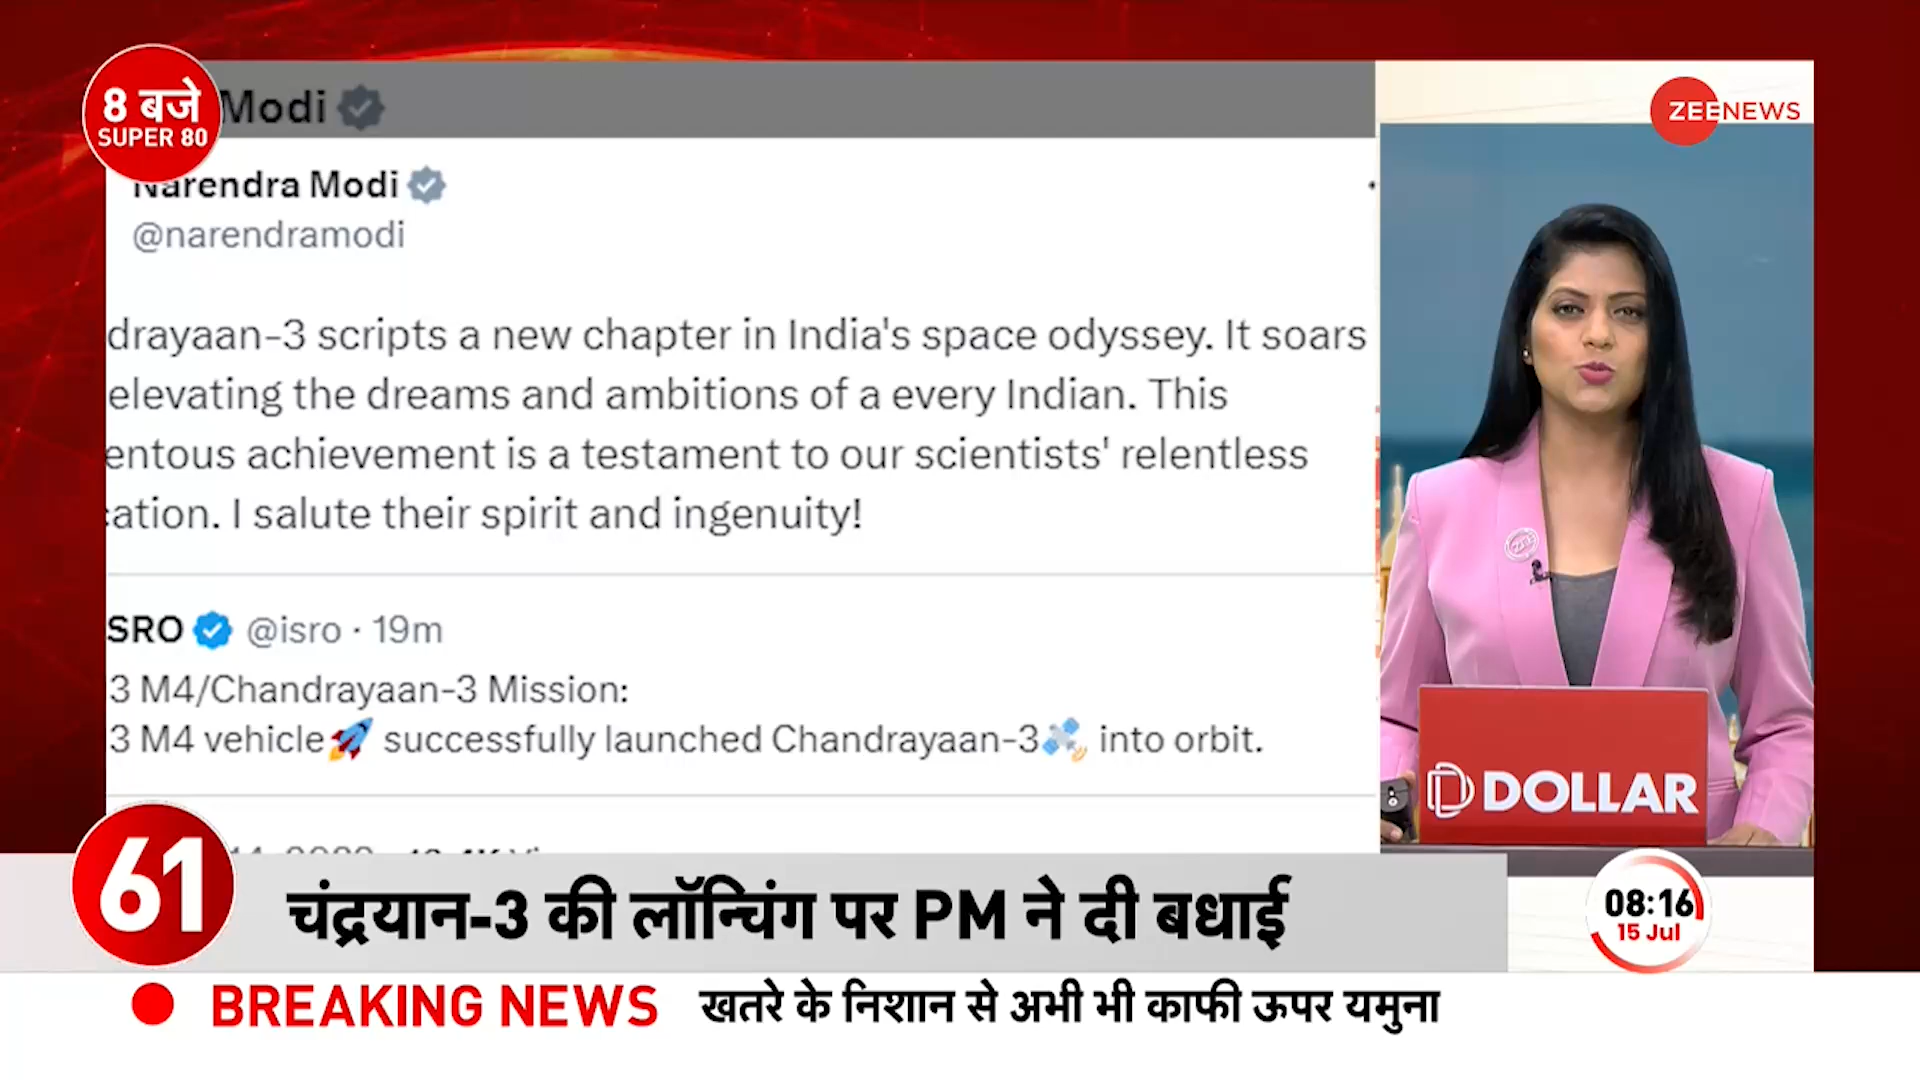 8 बजे
SUPER 80
Modi
ZEENEWS
Narendra Modi
@narendramodi
drayaan-3 scripts a new chapter in India's space odyssey. It soars
elevating the dreams and ambitions of a every Indian. This
entous achievement is a testament to our scientists' relentless
ation. I salute their spirit and ingenuity!
SRO @isro · 19m
3 M4/Chandrayaan-3 Mission:
3 M4 vehicle🚀 successfully launched Chandrayaan-3🛰️ into orbit.
DOLLAR
61
चंद्रयान-3 की लॉन्चिंग पर PM ने दी बधाई
08:16
15 Jul
BREAKING NEWS
खतरे के निशान से अभी भी काफी ऊपर यमुना